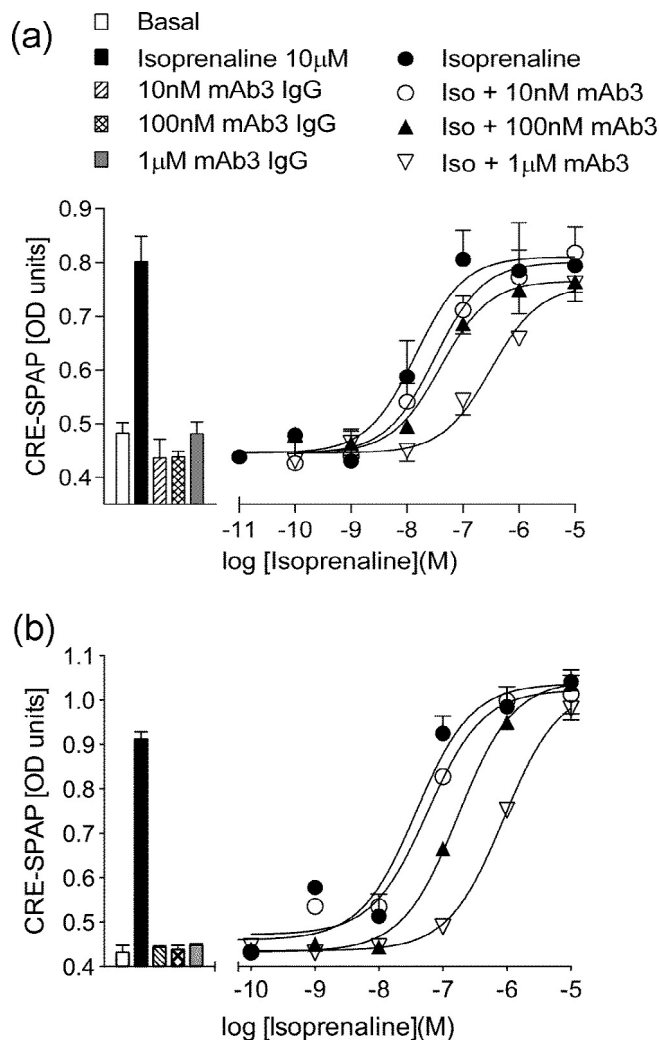 (a)
Basal
Isoprenaline 10μM
10nM mAb3 IgG
100nM mAb3 IgG
1μM mAb3 IgG
Isoprenaline
Iso + 10nM mAb3
Iso + 100nM mAb3
Iso + 1μM mAb3
CRE-SPAP [OD units]
0.9
0.8
0.7
0.6
0.5
0.4
-11 -10 -9 -8 -7 -6 -5
log [Isoprenaline](M)
(b)
CRE-SPAP [OD units]
1.1
1.0
0.9
0.8
0.7
0.6
0.5
0.4
-10 -9 -8 -7 -6 -5
log [Isoprenaline](M)